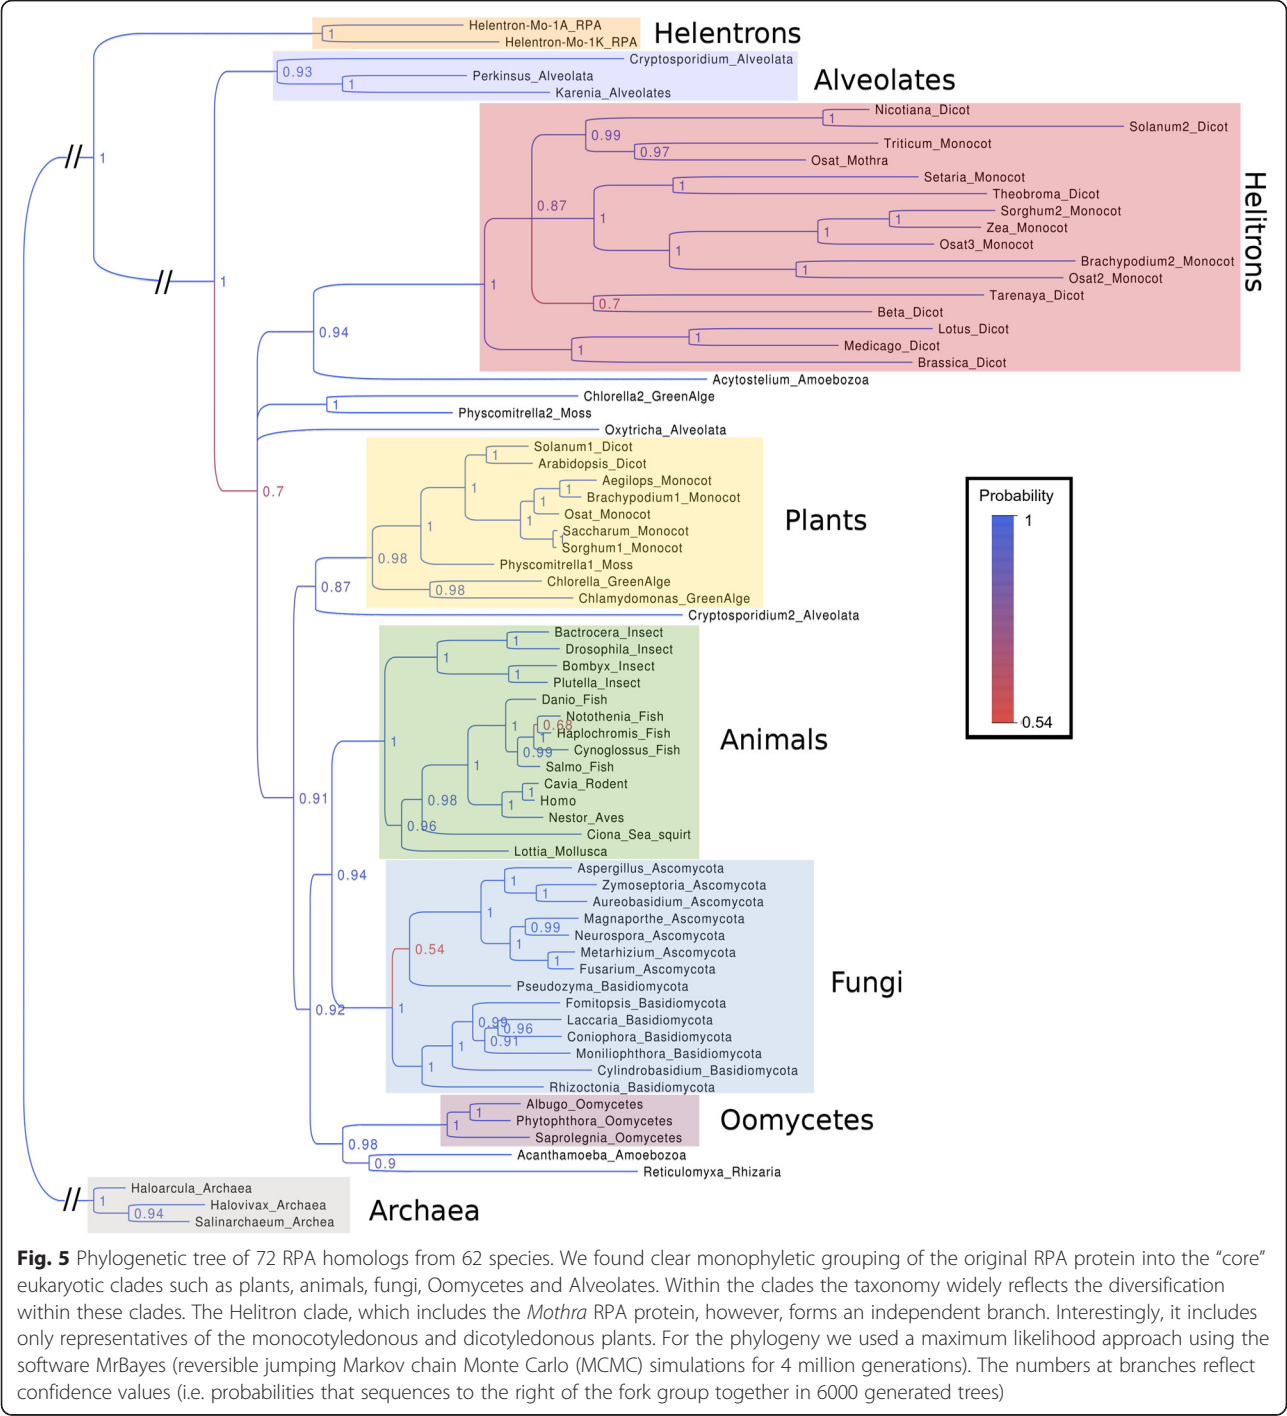 Helentron-Mo-1A_RPA
1
Helentron-Mo-1K_RPA
Helentrons
Cryptosporidium_Alveolata
0.93
Perkinsus_Alveolata
1
Karenia_Alveolates
Alveolates
Nicotiana_Dicot
1
Solanum2_Dicot
0.99
Triticum_Monocot
0.97
Osat_Mothra
1
Setaria_Monocot
1
Theobroma_Dicot
0.87
Sorghum2_Monocot
1
1
Zea_Monocot
1
Osat3_Monocot
1
Brachypodium2_Monocot
1
Osat2_Monocot
1
1
Tarenaya_Dicot
0.7
Beta_Dicot
Lotus_Dicot
1
0.94
Medicago_Dicot
1
Brassica_Dicot
Helitrons
Acytostelium_Amoebozoa
Chlorella2_GreenAlge
1
Physcomitrella2_Moss
Oxytricha_Alveolata
Solanum1_Dicot
1
Arabidopsis_Dicot
Aegilops_Monocot
1
1
0.7
Brachypodium1_Monocot
1
Osat_Monocot
1
1
Saccharum_Monocot
1
Sorghum1_Monocot
Plants
0.98
Physcomitrella1_Moss
Chlorella_GreenAlge
0.87
0.98
Chlamydomonas_GreenAlge
Cryptosporidium2_Alveolata
Probability
1
0.54
Bactrocera_Insect
1
Drosophila_Insect
1
Bombyx_Insect
1
Plutella_Insect
Danio_Fish
Notothenia_Fish
1
0.68
Haplochromis_Fish
1
1
Cynoglossus_Fish
0.99
Salmo_Fish
1
Cavia_Rodent
1
0.91
0.98
Homo
1
Nestor_Aves
0.96
Ciona_Sea_squirt
Lottia_Mollusca
Animals
Aspergillus_Ascomycota
0.94
1
Zymoseptoria_Ascomycota
1
Aureobasidium_Ascomycota
1
Magnaporthe_Ascomycota
0.99
Neurospora_Ascomycota
1
0.54
Metarhizium_Ascomycota
1
Fusarium_Ascomycota
Pseudozyma_Basidiomycota
Fungi
Fomitopsis_Basidiomycota
0.92
1
Laccaria_Basidiomycota
0.99
0.96
Coniophora_Basidiomycota
0.91
1
Moniliophthora_Basidiomycota
1
Cylindrobasidium_Basidiomycota
Rhizoctonia_Basidiomycota
Albugo_Oomycetes
1
Phytophthora_Oomycetes
1
Saprolegnia_Oomycetes
Oomycetes
0.98
Acanthamoeba_Amoebozoa
0.9
Reticulomyxa_Rhizaria
Haloarcula_Archaea
1
Halovivax_Archaea
0.94
Salinarchaeum_Archea
Archaea
Fig. 5 Phylogenetic tree of 72 RPA homologs from 62 species. We found clear monophyletic grouping of the original RPA protein into the “core”
eukaryotic clades such as plants, animals, fungi, Oomycetes and Alveolates. Within the clades the taxonomy widely reflects the diversification
within these clades. The Helitron clade, which includes the Mothra RPA protein, however, forms an independent branch. Interestingly, it includes
only representatives of the monocotyledonous and dicotyledonous plants. For the phylogeny we used a maximum likelihood approach using the
software MrBayes (reversible jumping Markov chain Monte Carlo (MCMC) simulations for 4 million generations). The numbers at branches reflect
confidence values (i.e. probabilities that sequences to the right of the fork group together in 6000 generated trees)